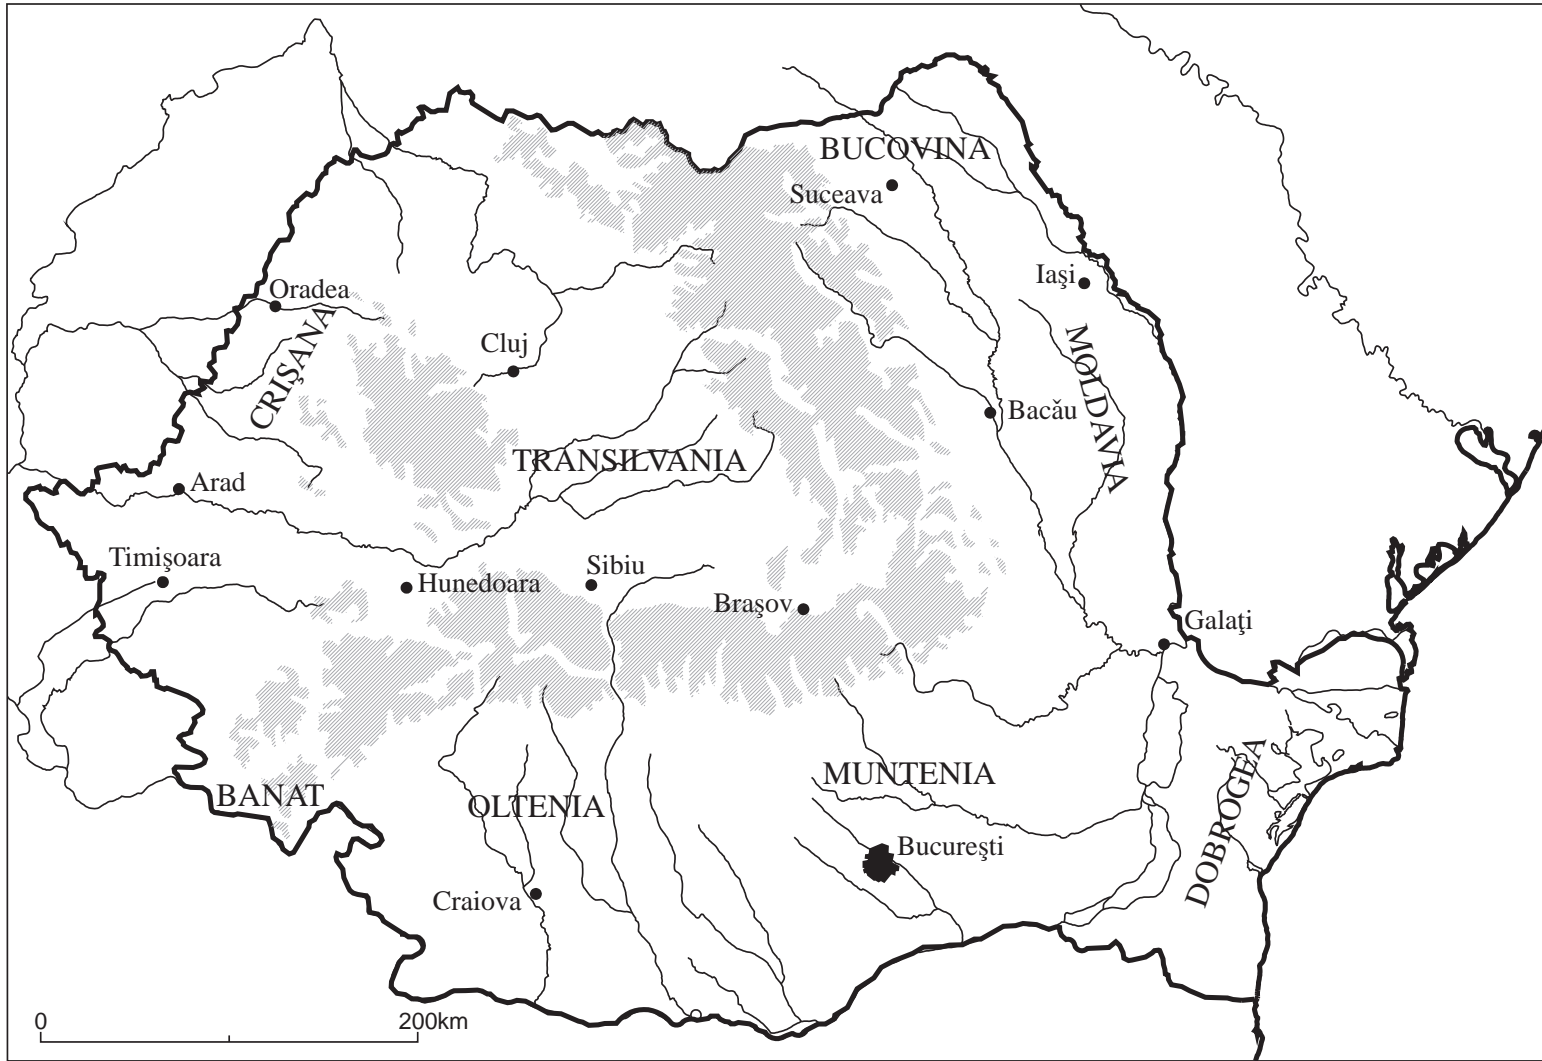 BUCOVINA
Suceava
Iaşi
Oradea
CRIŞANA
Cluj
MOLDAVIA
Bacǎu
TRANSILVANIA
Arad
Timişoara
Hunedoara
Sibiu
Braşov
Galaţi
BANAT
OLTENIA
MUNTENIA
DOBROGEA
Bucureşti
Craiova
0
200km